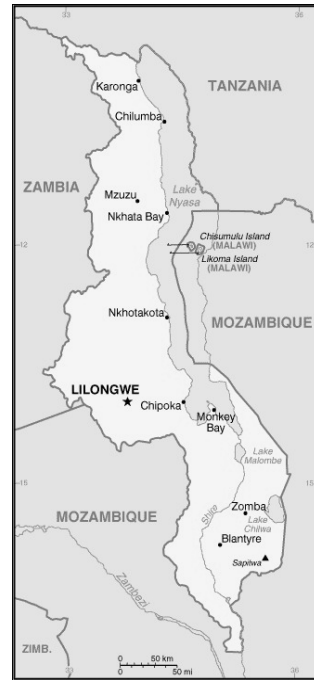 33
36
Karonga
TANZANIA
Chilumba
ZAMBIA
Mzuzu
Lake
Nyasa
Nkhata Bay
Chisumulu Island
(MALAWI)
12
12
Likoma Island
(MALAWI)
Nkhotakota
MOZAMBIQUE
LILONGWE
Chipoka
Monkey
Bay
Lake
Malomba
15
15
Zomba
Shire
Lake
Chilwa
MOZAMBIQUE
Blantyre
Sapitwa
Zambezi
ZIMB.
0 50 km
0 50 mi
33
36